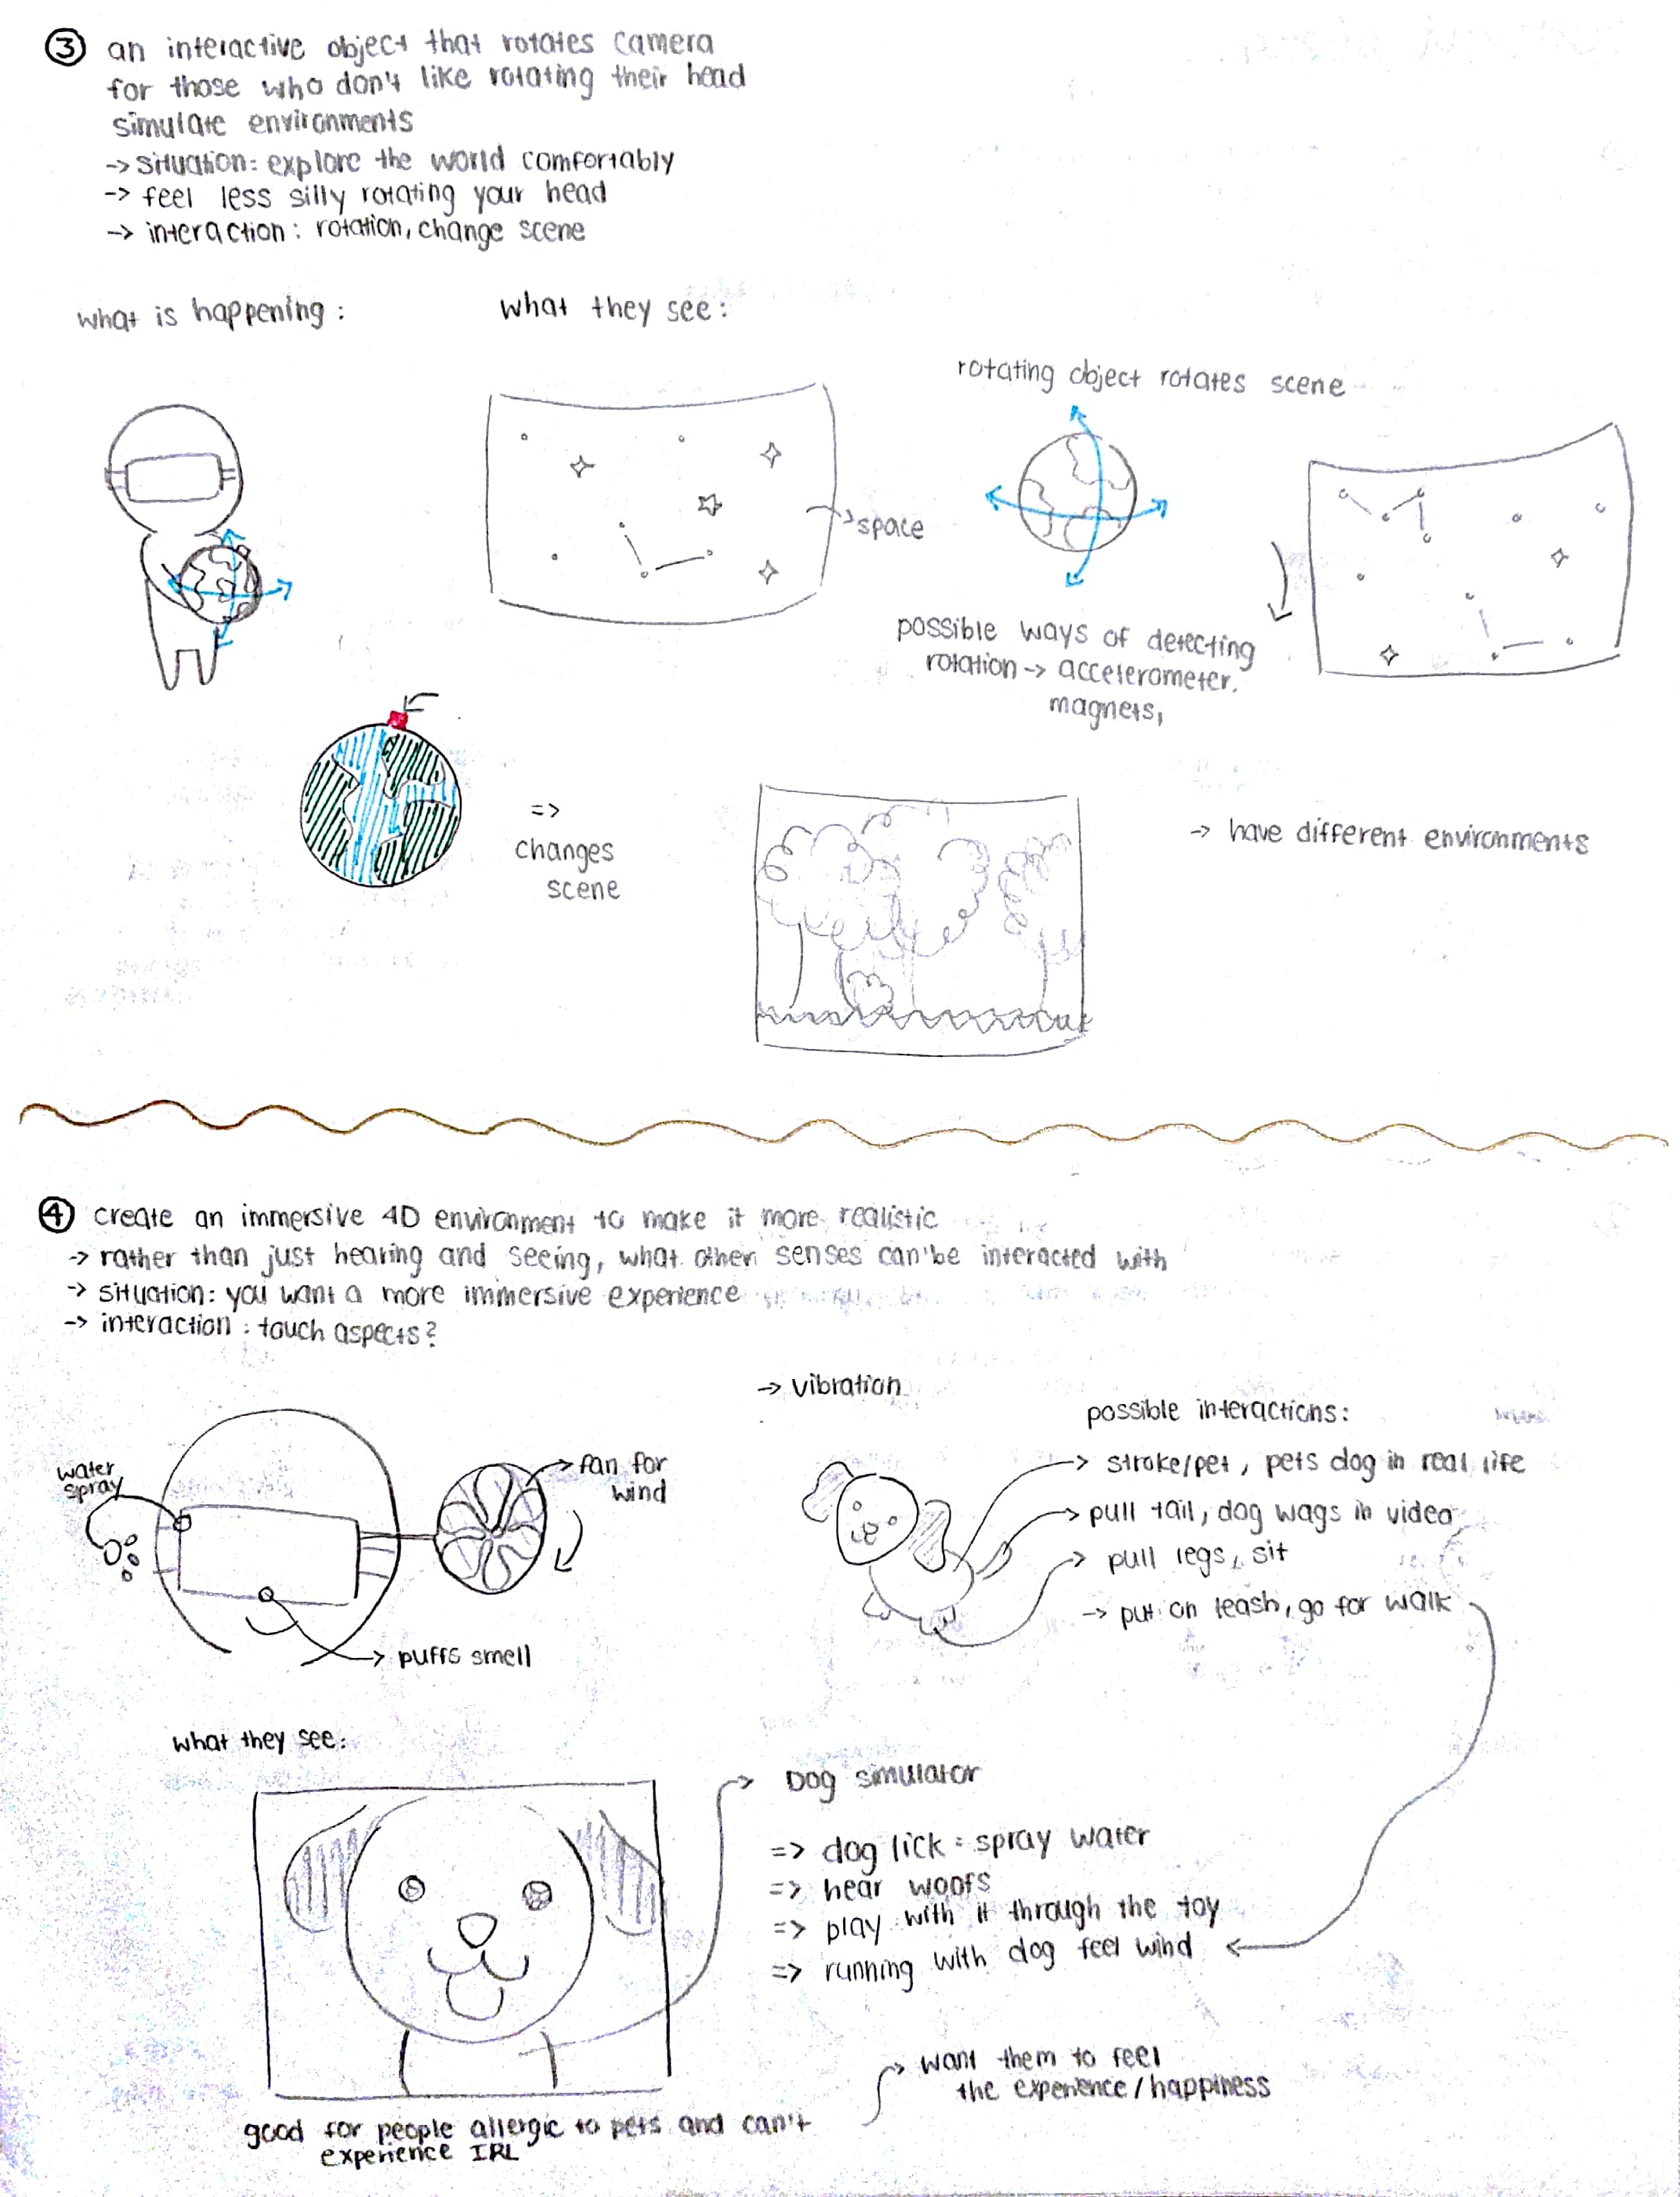 ③ an interactive object that rotates camera
for those who don't like rotating their head
simulate environments
-> situation: explore the world comfortably
-> feel less silly rotating your head
-> interaction: rotation, change scene
what is happening:
what they see:
rotating object rotates scene
space
possible ways of detecting
rotation -> accelerometer.
magnets,
=>
changes
scene
-> have different environments
④ create an immersive 4D environment to make it more realistic
-> rather than just hearing and seeing, what other senses can be interacted with
-> situation: you want a more immersive experience
-> interaction: touch aspects?
-> vibration
water
spray
-> fan for
wind
-> puffs smell
possible interactions:
-> stroke/pet, pets dog in real life
-> pull tail, dog wags in video
-> pull legs, sit
-> put on leash, go for walk
what they see:
-> Dog simulator
=> dog lick = spray water
=> hear woofs
=> play with it through the toy
=> running with dog feel wind
-> want them to feel
the experience/happiness
good for people allergic to pets and can't
experience IRL